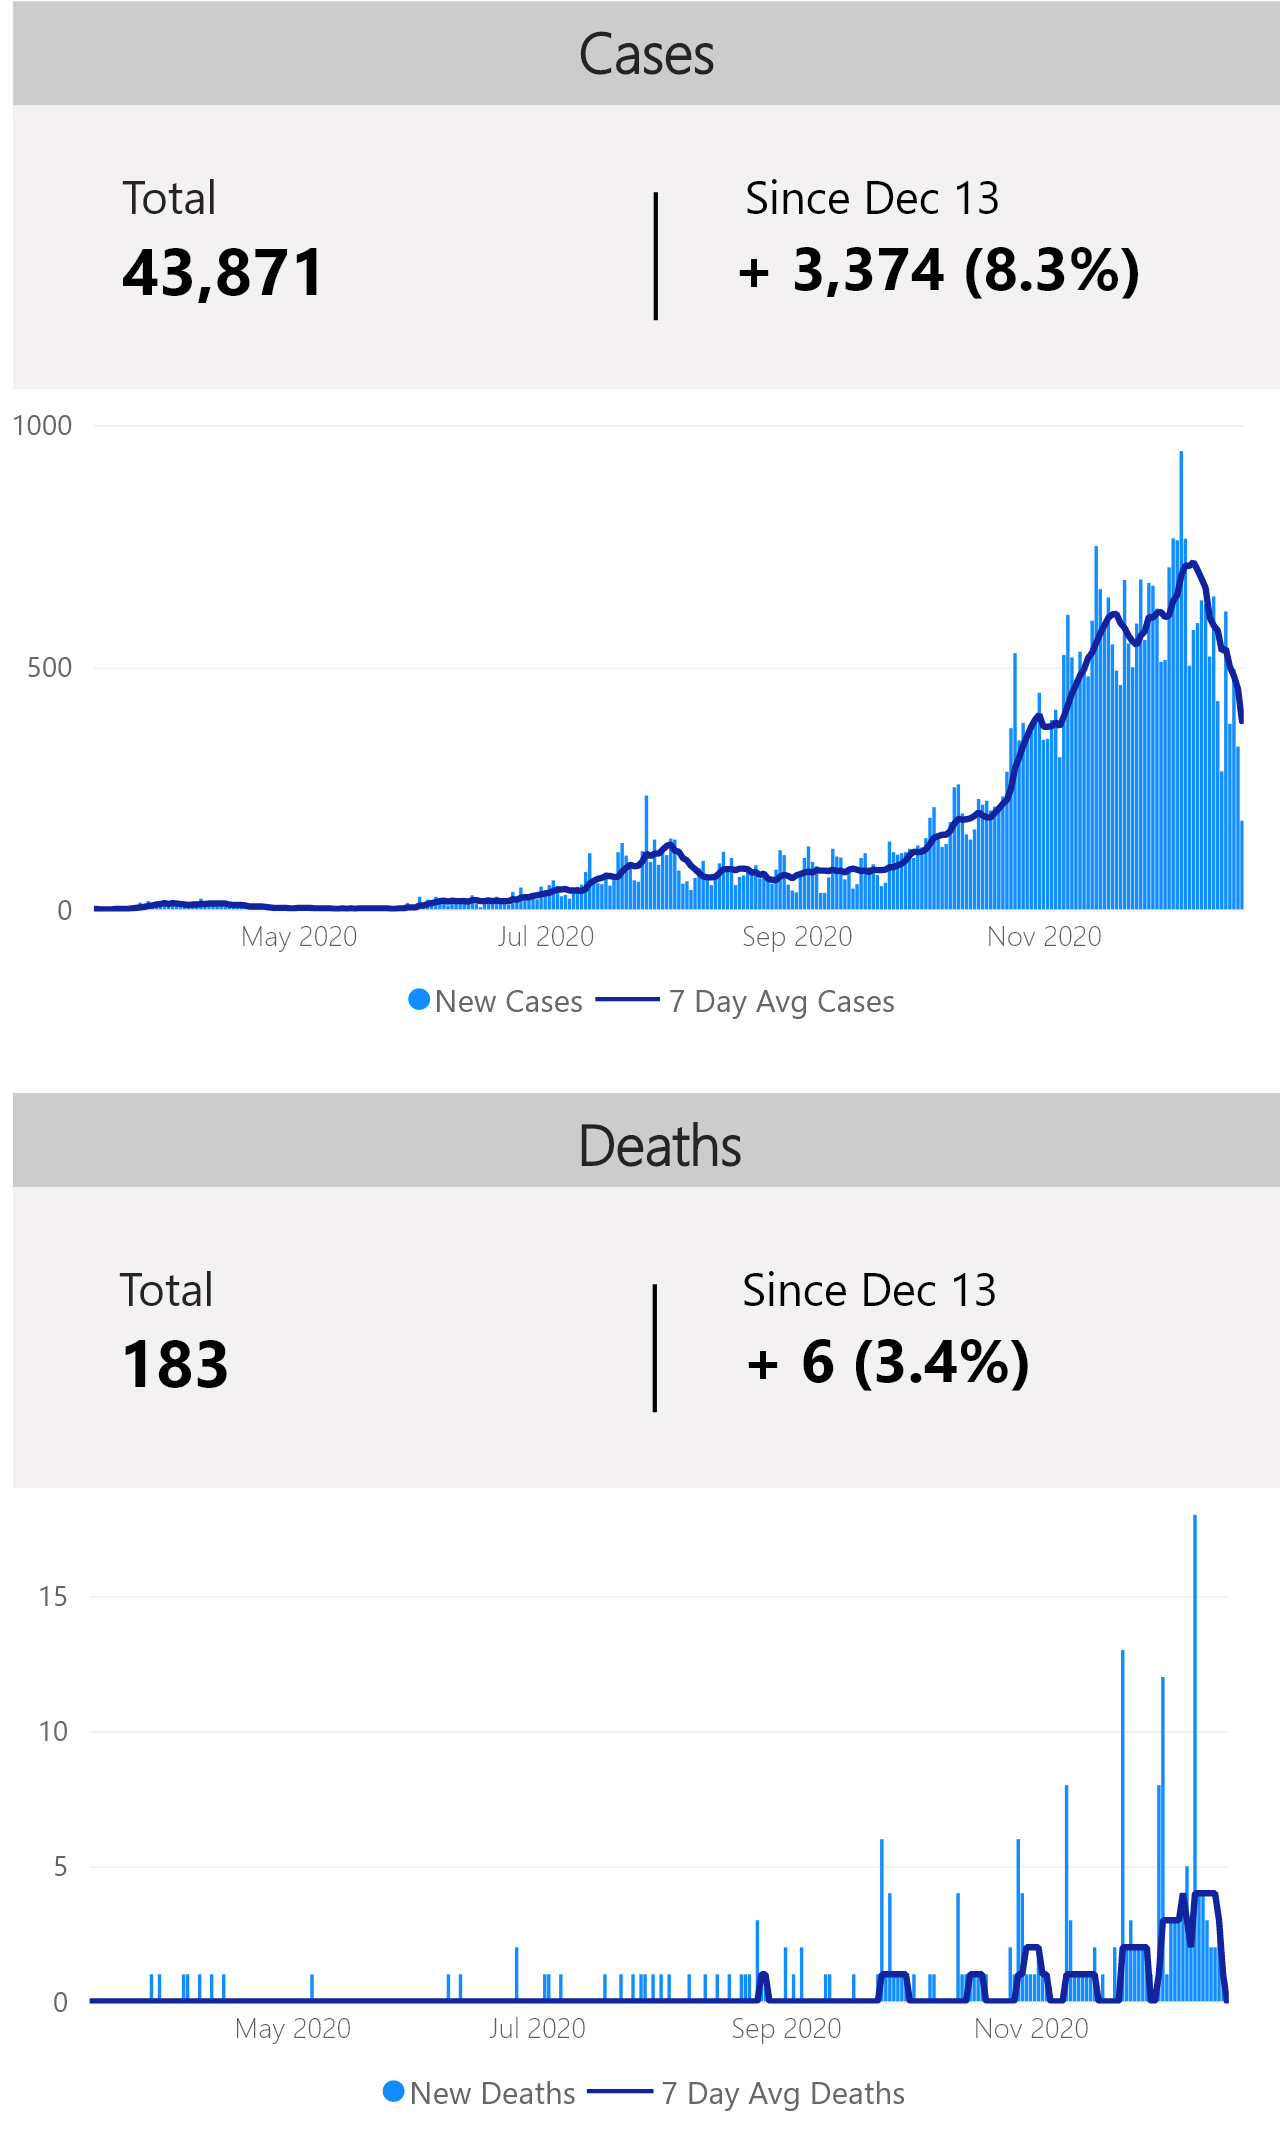 Cases
Total
43,871
Since Dec 13
+ 3,374 (8.3%)
1000
500
0
May 2020 Jul 2020 Sep 2020 Nov 2020
New Cases 7 Day Avg Cases
Deaths
Total
183
Since Dec 13
+ 6 (3.4%)
15
10
5
0
May 2020 Jul 2020 Sep 2020 Nov 2020
New Deaths 7 Day Avg Deaths